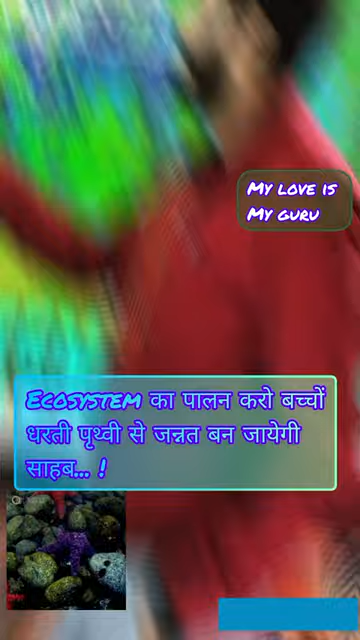 My love is
My guru
Ecosystem का पालन करो बच्चों
धरती पृथ्वी से जन्नत बन जायेगी
साहब... !